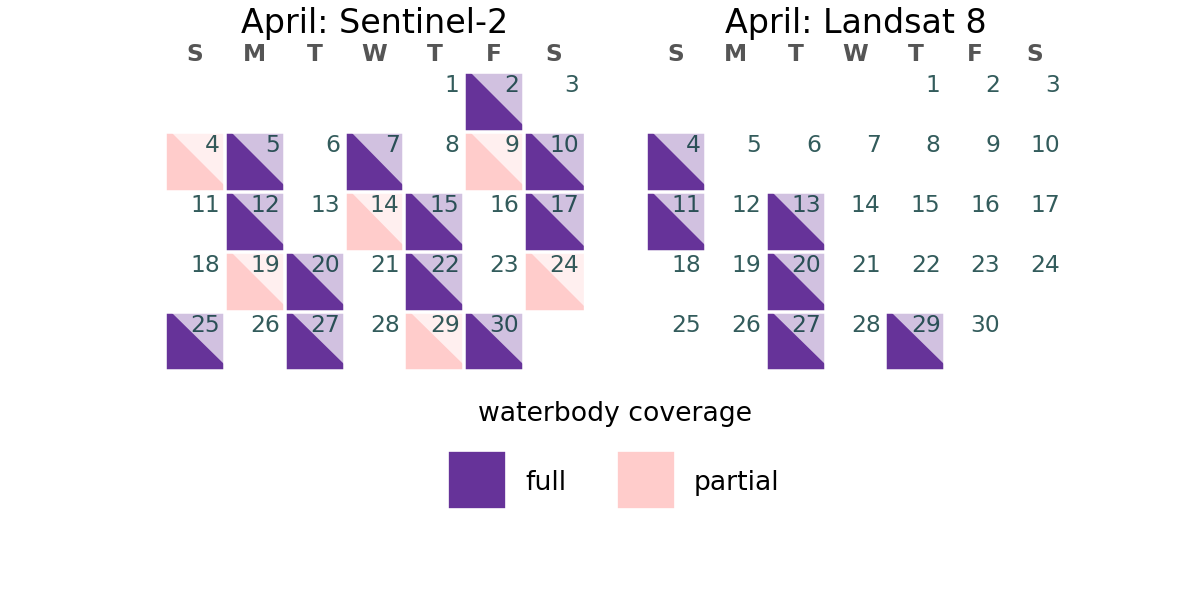 April: Sentinel-2
S M T W T F S
1 2 3
4 5 6 7 8 9 10
11 12 13 14 15 16 17
18 19 20 21 22 23 24
25 26 27 28 29 30
April: Landsat 8
S M T W T F S
1 2 3
4 5 6 7 8 9 10
11 12 13 14 15 16 17
18 19 20 21 22 23 24
25 26 27 28 29 30
waterbody coverage
full
partial